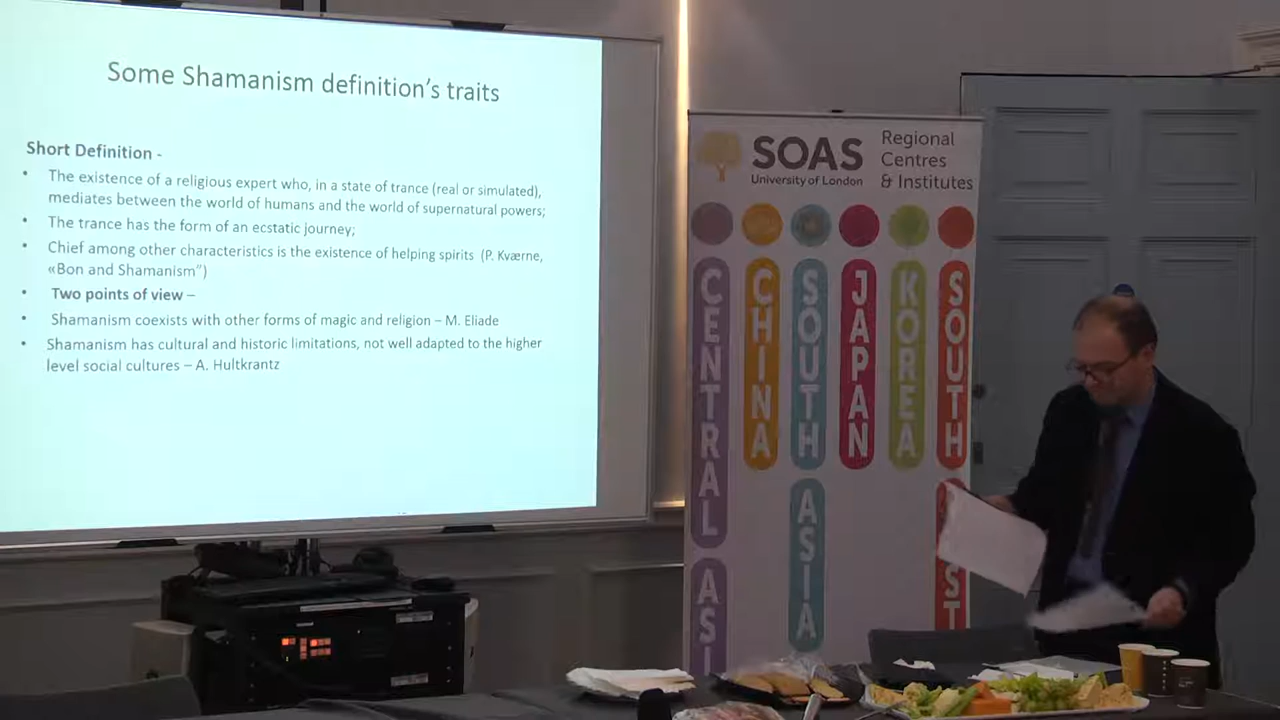 Some Shamanism definition's traits
Short Definition -
• The existence of a religious expert who, in a state of trance (real or simulated),
mediates between the world of humans and the world of supernatural powers;
• The trance has the form of an ecstatic journey;
• Chief among other characteristics is the existence of helping spirits (P. Kværne,
«Bon and Shamanism")
• Two points of view –
• Shamanism coexists with other forms of magic and religion – M. Eliade
• Shamanism has cultural and historic limitations, not well adapted to the higher
level social cultures – A. Hultkrantz
SOAS
University of London
Regional
Centres
& Institutes
CENTRAL ASI
CHINA
SOUTH ASIA
JAPAN
KOREA
SOUTH